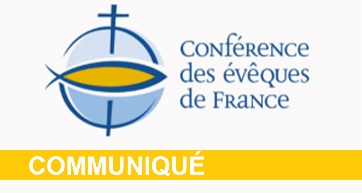 Conférence
des évêques
de France
COMMUNIQUÉ